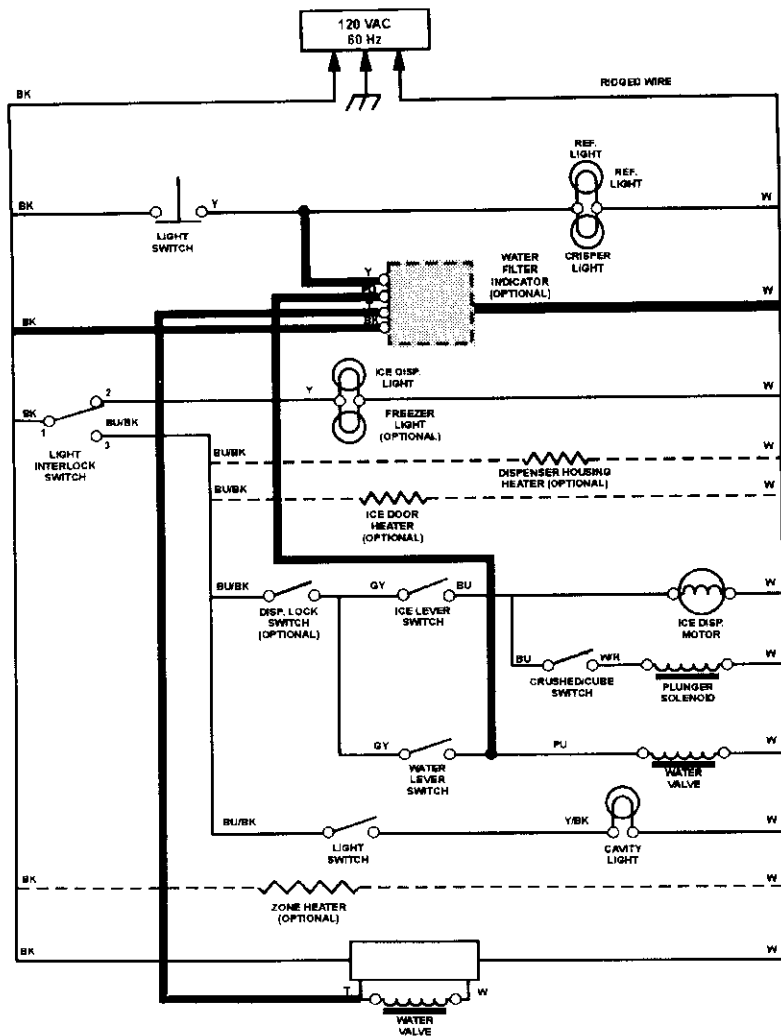 120 VAC
60 Hz
BK
RIDGED WIRE
REF.
LIGHT
REF.
LIGHT
BK
Y
W
LIGHT
SWITCH
CRISPER
LIGHT
Y
PU
T
BK
WATER
FILTER
INDICATOR
(OPTIONAL)
BK
W
ICE DISP.
LIGHT
2
Y
W
BK
1
BU/BK
3
FREEZER
LIGHT
(OPTIONAL)
LIGHT
INTERLOCK
SWITCH
BU/BK
W
DISPENSER HOUSING
HEATER (OPTIONAL)
BU/BK
W
ICE DOOR
HEATER
(OPTIONAL)
BU/BK
GY
BU
W
DISP. LOCK
SWITCH
(OPTIONAL)
ICE LEVER
SWITCH
ICE DISP.
MOTOR
BU
W/R
W
CRUSHED/CUBE
SWITCH
PLUNGER
SOLENOID
GY
PU
W
WATER
LEVER
SWITCH
WATER
VALVE
BU/BK
Y/BK
W
LIGHT
SWITCH
CAVITY
LIGHT
BK
W
ZONE HEATER
(OPTIONAL)
BK
W
T
W
WATER
VALVE